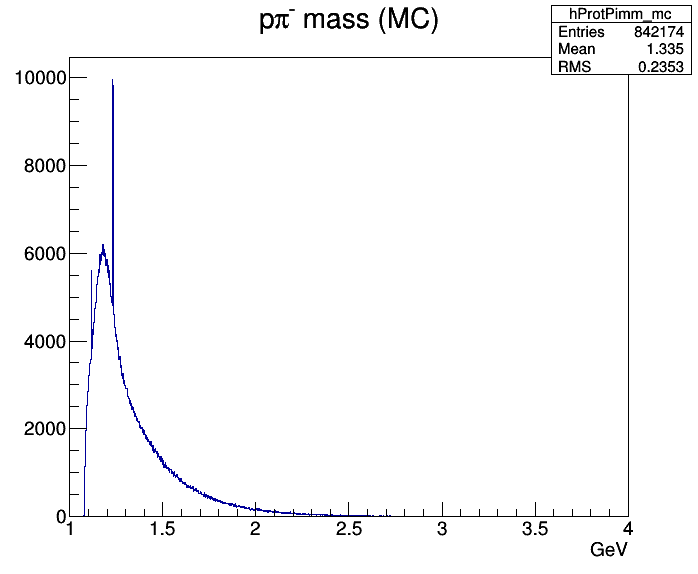 pπ⁻ mass (MC)
hProtPimm_mc
Entries 842174
Mean 1.335
RMS 0.2353
10000
8000
6000
4000
2000
0
1 1.5 2 2.5 3 3.5 4
GeV